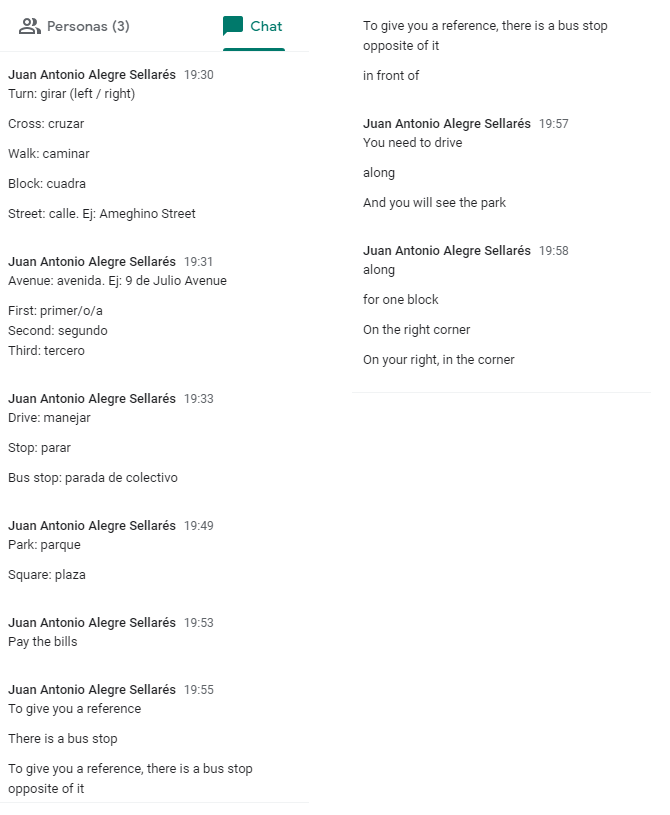 Personas (3)
Chat
Juan Antonio Alegre Sellarés 19:30
Turn: girar (left / right)
Cross: cruzar
Walk: caminar
Block: cuadra
Street: calle. Ej: Ameghino Street
Juan Antonio Alegre Sellarés 19:31
Avenue: avenida. Ej: 9 de Julio Avenue
First: primer/o/a
Second: segundo
Third: tercero
Juan Antonio Alegre Sellarés 19:33
Drive: manejar
Stop: parar
Bus stop: parada de colectivo
Juan Antonio Alegre Sellarés 19:49
Park: parque
Square: plaza
Juan Antonio Alegre Sellarés 19:53
Pay the bills
Juan Antonio Alegre Sellarés 19:55
To give you a reference
There is a bus stop
To give you a reference, there is a bus stop
opposite of it
To give you a reference, there is a bus stop
opposite of it
in front of
Juan Antonio Alegre Sellarés 19:57
You need to drive
along
And you will see the park
Juan Antonio Alegre Sellarés 19:58
along
for one block
On the right corner
On your right, in the corner